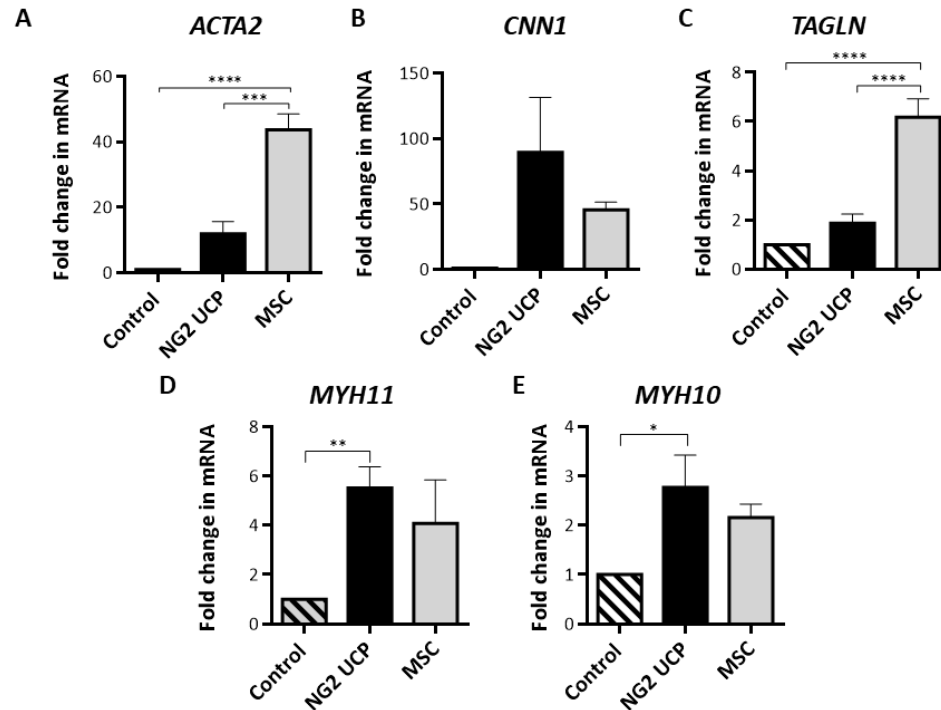 A
ACTA2
Fold change in mRNA
60
40
20
0
****
***
Control
NG2 UCP
MSC
B
CNN1
Fold change in mRNA
150
100
50
0
Control
NG2 UCP
MSC
C
TAGLN
Fold change in mRNA
8
6
4
2
0
****
****
Control
NG2 UCP
MSC
D
MYH11
Fold change in mRNA
8
6
4
2
0
**
Control
NG2 UCP
MSC
E
MYH10
Fold change in mRNA
4
3
2
1
0
*
Control
NG2 UCP
MSC